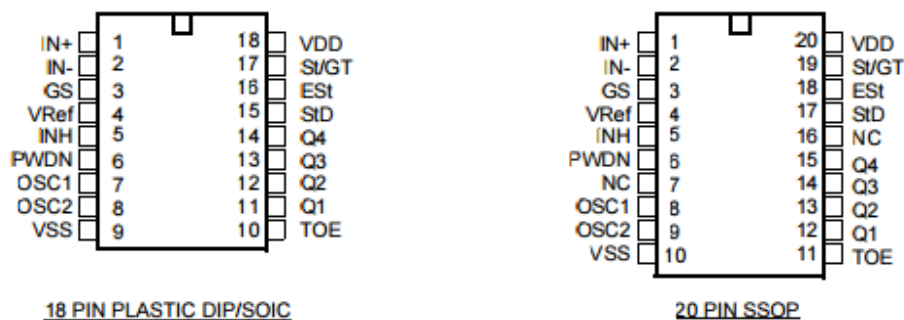 IN+ 1 18 VDD
IN- 2 17 St/GT
GS 3 16 ESt
VRef 4 15 StD
INH 5 14 Q4
PWDN 6 13 Q3
OSC1 7 12 Q2
OSC2 8 11 Q1
VSS 9 10 TOE
18 PIN PLASTIC DIP/SOIC
IN+ 1 20 VDD
IN- 2 19 St/GT
GS 3 18 ESt
VRef 4 17 StD
INH 5 16 NC
PWDN 6 15 Q4
NC 7 14 Q3
OSC1 8 13 Q2
OSC2 9 12 Q1
VSS 10 11 TOE
20 PIN SSOP